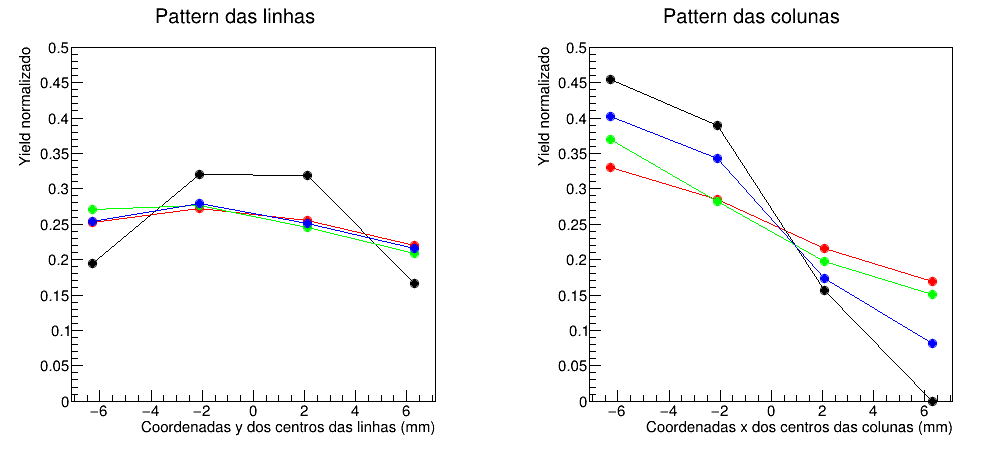 Pattern das linhas
Yield normalizado
0.5
0.45
0.4
0.35
0.3
0.25
0.2
0.15
0.1
0.05
0
−6 −4 −2 0 2 4 6
Coordenadas y dos centros das linhas (mm)
Pattern das colunas
Yield normalizado
0.5
0.45
0.4
0.35
0.3
0.25
0.2
0.15
0.1
0.05
0
−6 −4 −2 0 2 4 6
Coordenadas x dos centros das colunas (mm)